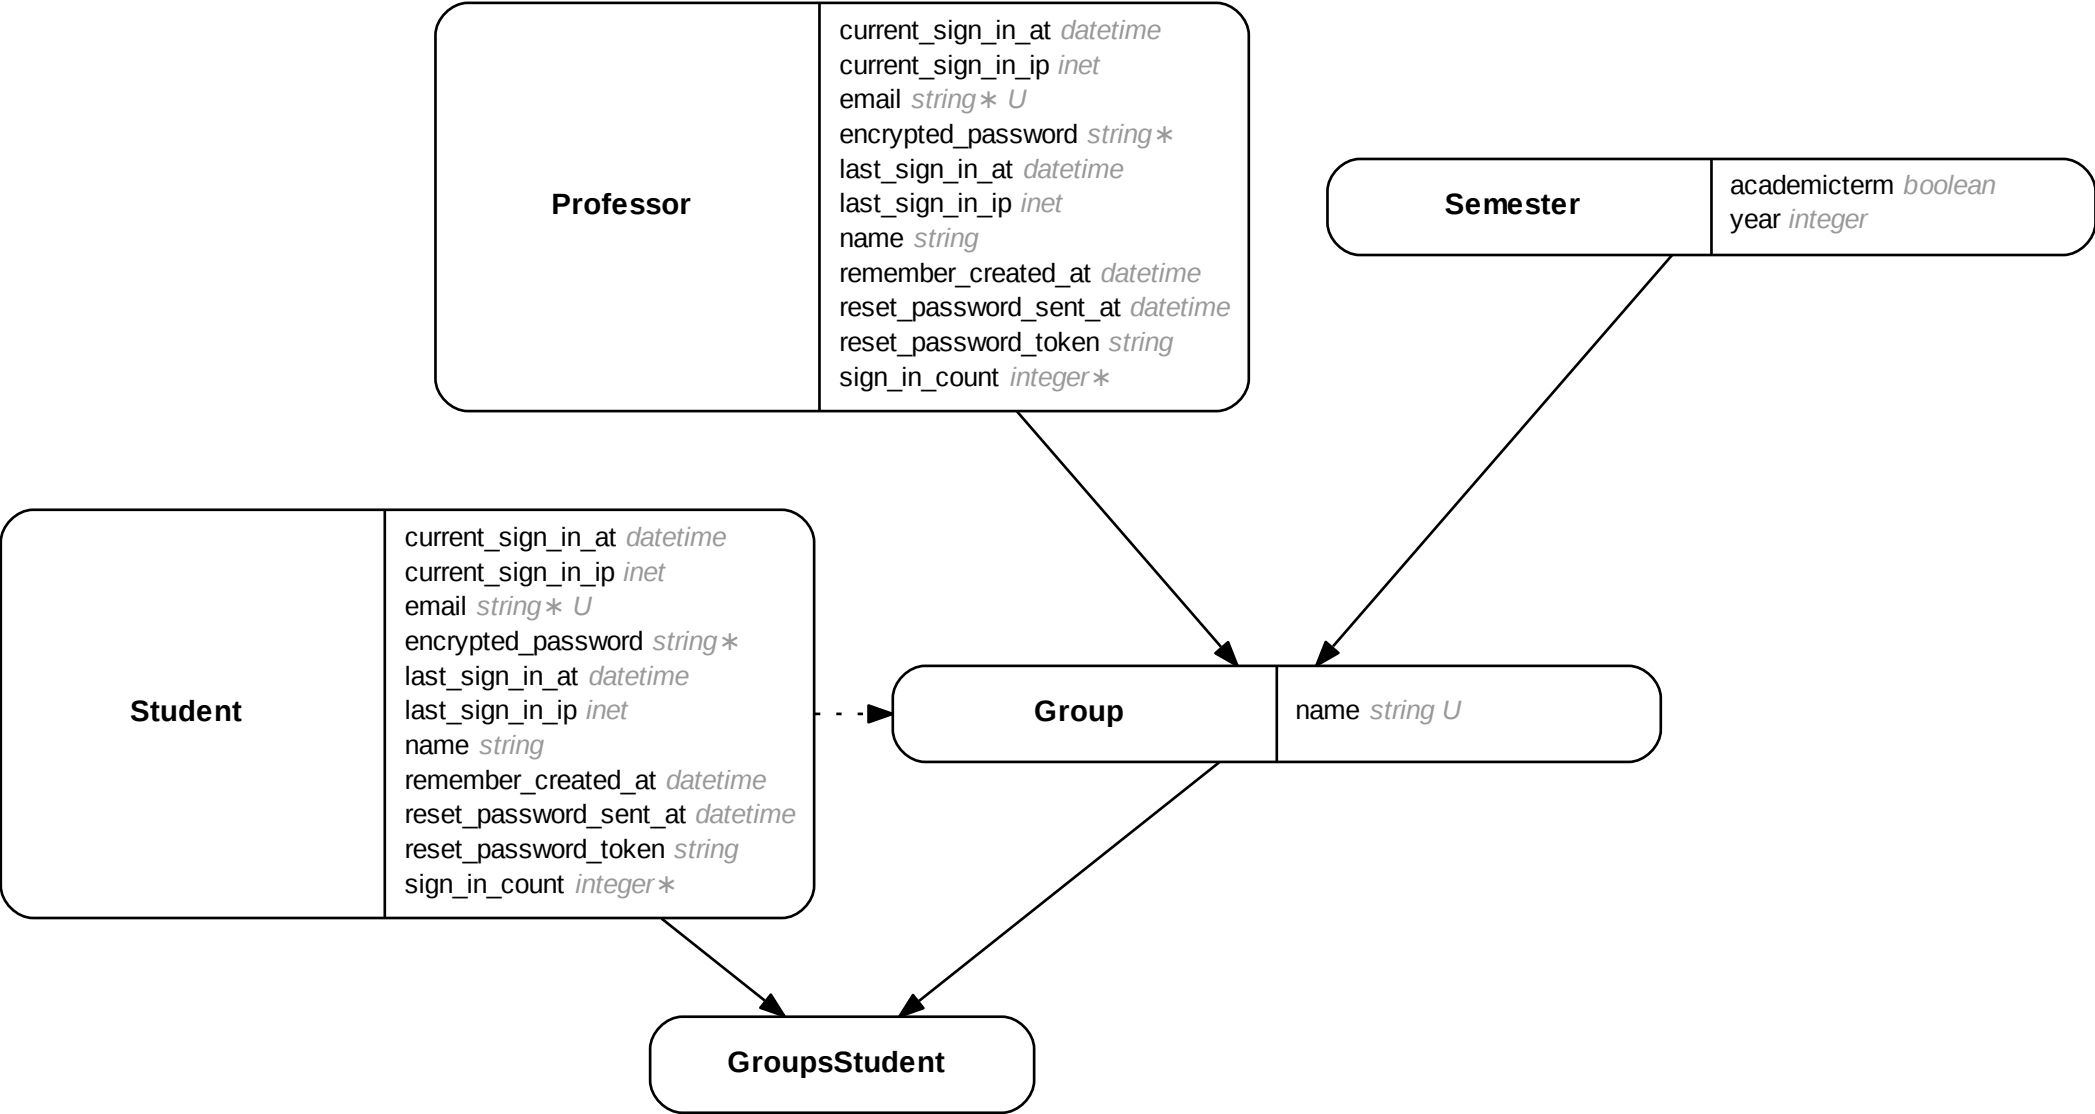 Professor
current_sign_in_at datetime
current_sign_in_ip inet
email string∗ U
encrypted_password string∗
last_sign_in_at datetime
last_sign_in_ip inet
name string
remember_created_at datetime
reset_password_sent_at datetime
reset_password_token string
sign_in_count integer∗
Semester
academicterm boolean
year integer
Student
current_sign_in_at datetime
current_sign_in_ip inet
email string∗ U
encrypted_password string∗
last_sign_in_at datetime
last_sign_in_ip inet
name string
remember_created_at datetime
reset_password_sent_at datetime
reset_password_token string
sign_in_count integer∗
Group
name string U
GroupsStudent